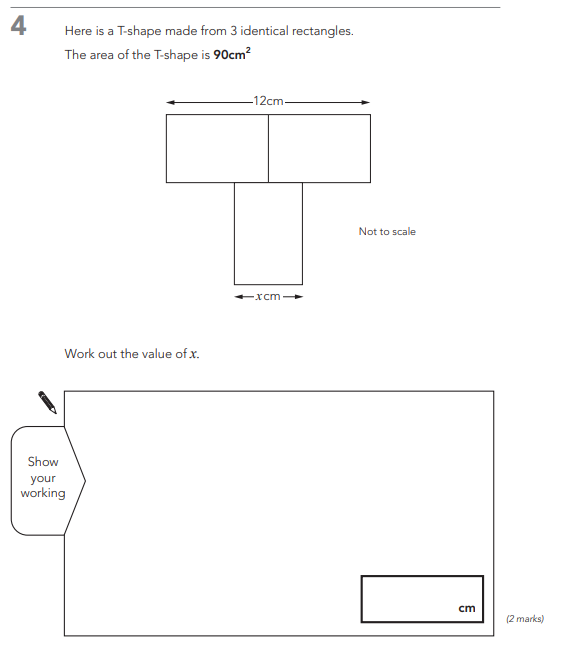 4
Here is a T-shape made from 3 identical rectangles.
The area of the T-shape is 90cm²
12cm
Not to scale
xcm
Work out the value of x.
Show
your
working
cm
(2 marks)